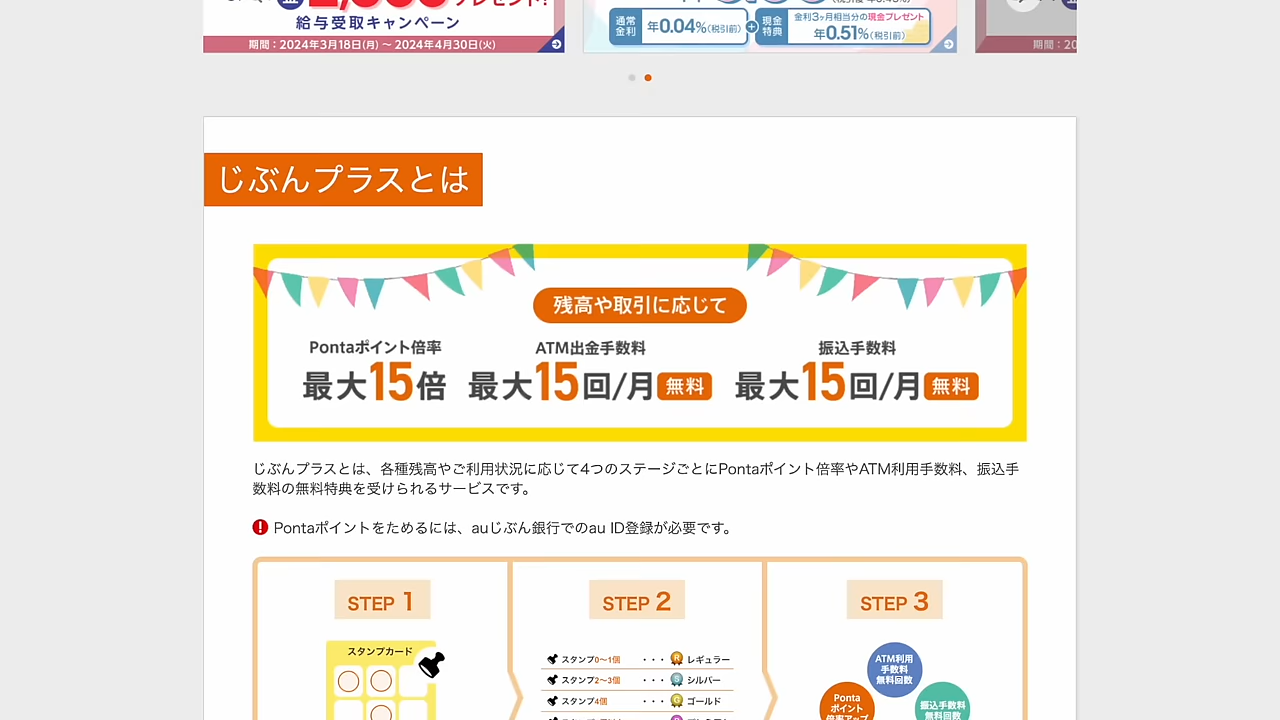 給与受取キャンペーン
期間：2024年3月18日(月) ～ 2024年4月30日(火)
通常金利
年0.04%(税引前)
現金特典
金利3ヶ月相当分の現金プレゼント
年0.51%(税引前)
期間：20
じぶんプラスとは
残高や取引に応じて
Pontaポイント倍率
最大15倍
ATM出金手数料
最大15回/月 無料
振込手数料
最大15回/月 無料
じぶんプラスとは、各種残高やご利用状況に応じて4つのステージごとにPontaポイント倍率やATM利用手数料、振込手
数料の無料特典を受けられるサービスです。
Pontaポイントをためるには、auじぶん銀行でのau ID登録が必要です。
STEP 1
スタンプカード
STEP 2
スタンプ0～1個 ・・・ R レギュラー
スタンプ2～3個 ・・・ S シルバー
スタンプ4個 ・・・ G ゴールド
STEP 3
ATM利用
手数料
無料回数
Ponta
ポイント
倍率アップ
振込手数料
無料回数